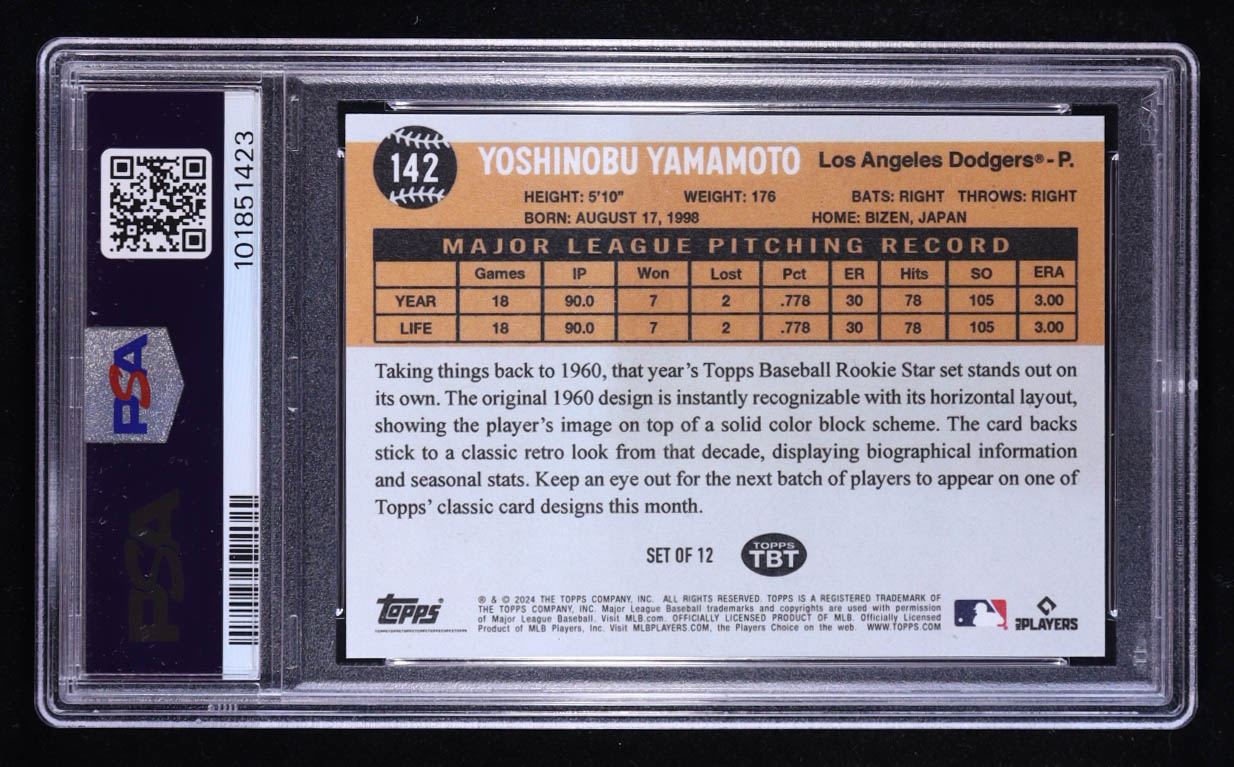 101851423
PSA
PSA
142
YOSHINOBU YAMAMOTO Los Angeles Dodgers® - P.
HEIGHT: 5'10" WEIGHT: 176 BATS: RIGHT THROWS: RIGHT
BORN: AUGUST 17, 1998 HOME: BIZEN, JAPAN
MAJOR LEAGUE PITCHING RECORD
Games IP Won Lost Pct ER Hits SO ERA
YEAR 18 90.0 7 2 .778 30 78 105 3.00
LIFE 18 90.0 7 2 .778 30 78 105 3.00
Taking things back to 1960, that year's Topps Baseball Rookie Star set stands out on
its own. The original 1960 design is instantly recognizable with its horizontal layout,
showing the player's image on top of a solid color block scheme. The card backs
stick to a classic retro look from that decade, displaying biographical information
and seasonal stats. Keep an eye out for the next batch of players to appear on one of
Topps' classic card designs this month.
SET OF 12 TOPPS TBT
Topps®
® & © 2024 THE TOPPS COMPANY, INC. ALL RIGHTS RESERVED. TOPPS IS A REGISTERED TRADEMARK OF
THE TOPPS COMPANY, INC. Major League Baseball trademarks and copyrights are used with permission
of Major League Baseball. Visit MLB.com. OFFICIALLY LICENSED PRODUCT OF MLB. Officially Licensed
Product of MLB Players, Inc. Visit MLBPLAYERS.COM, the Players Choice on the web. WWW.TOPPS.COM
PLAYERS